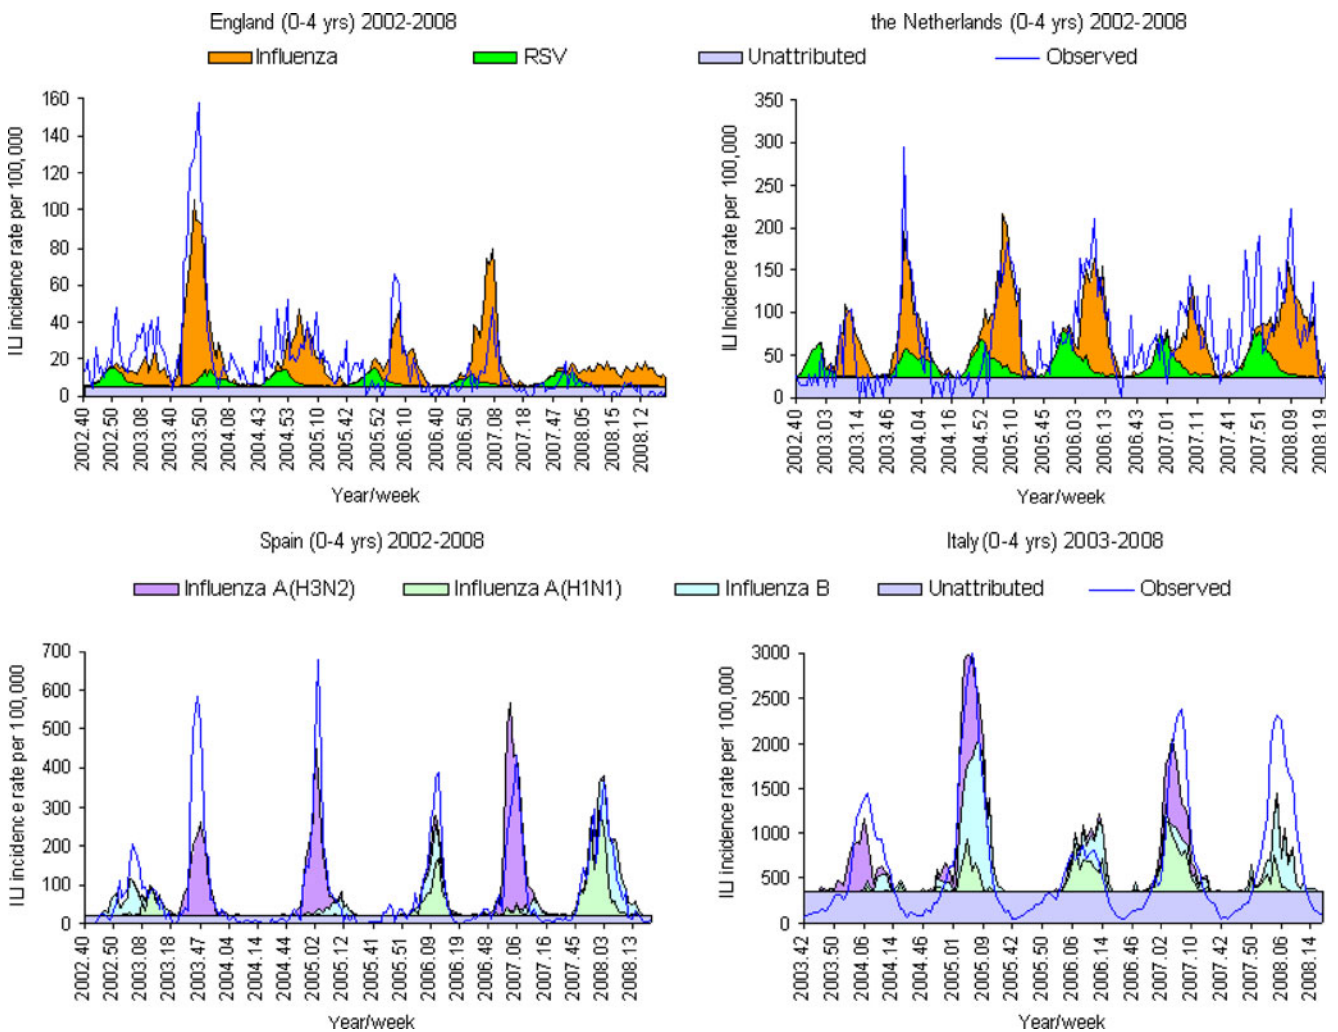 England (0-4 yrs) 2002-2008
Influenza RSV Unattributed Observed
ILI incidence rate per 100,000
160
140
120
100
80
60
40
20
0
2002.40 2002.50 2003.08 2003.40 2003.50 2004.08 2004.43 2004.53 2005.10 2005.42 2005.52 2006.10 2006.40 2006.50 2007.08 2007.18 2007.47 2008.05 2008.15 2008.12
Year/week
the Netherlands (0-4 yrs) 2002-2008
ILI Incidence rate per 100,000
350
300
250
200
150
100
50
0
2002.40 2003.03 2003.14 2003.46 2004.04 2004.16 2004.52 2005.10 2005.45 2006.03 2006.13 2006.43 2007.01 2007.11 2007.41 2007.51 2008.09 2008.19
Year/week
Spain (0-4 yrs) 2002-2008
Influenza A(H3N2) Influenza A(H1N1) Influenza B Unattributed Observed
ILI incidence rate per 100,000
700
600
500
400
300
200
100
0
2002.40 2002.50 2003.08 2003.18 2003.47 2004.04 2004.14 2004.44 2005.02 2005.12 2005.41 2005.51 2006.09 2006.19 2006.48 2007.06 2007.16 2007.45 2008.03 2008.13
Year/week
Italy (0-4 yrs) 2003-2008
ILI incidence rate per 100,000
3000
2500
2000
1500
1000
500
0
2003.42 2003.50 2004.06 2004.14 2004.46 2005.01 2005.09 2005.42 2005.50 2006.06 2006.14 2006.46 2007.02 2007.10 2007.42 2007.50 2008.06 2008.14
Year/week